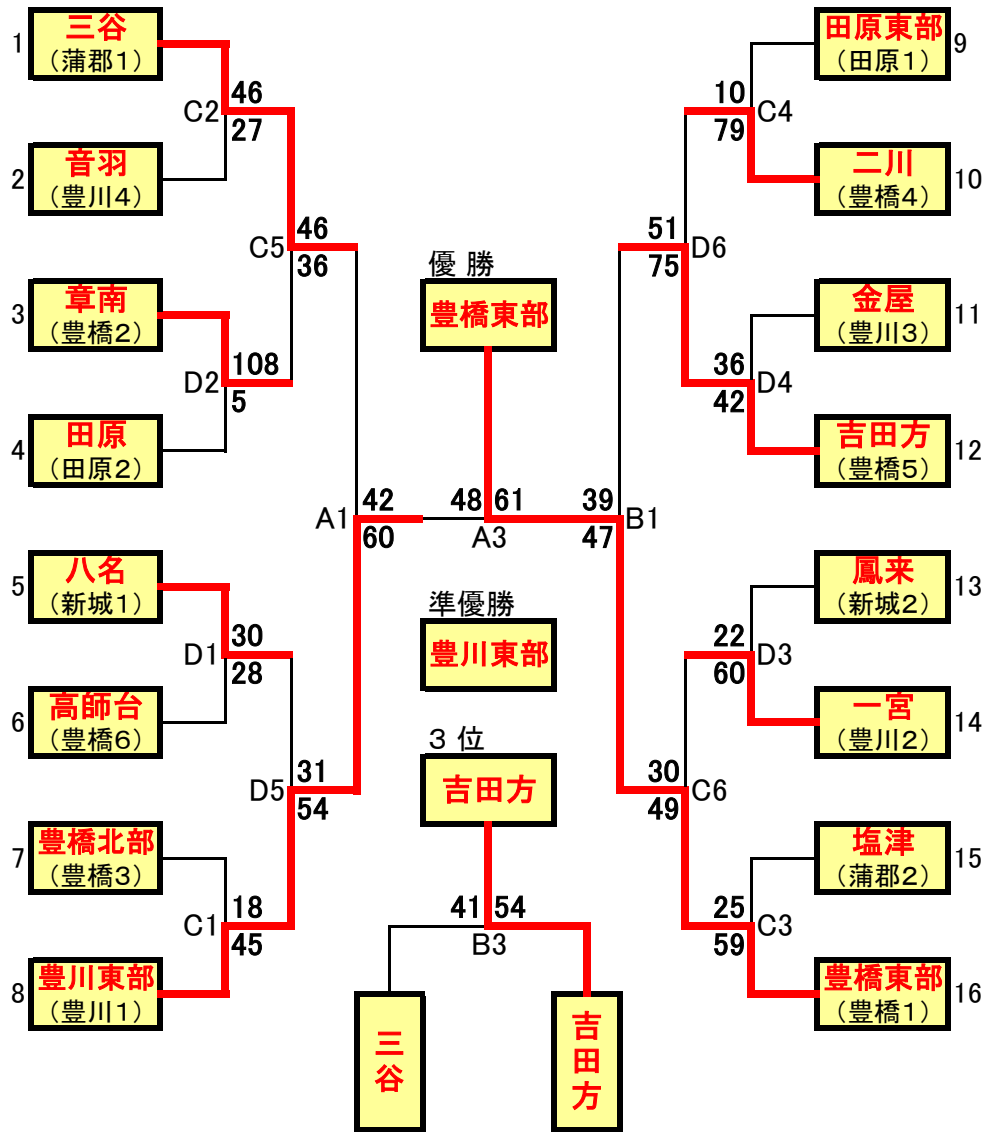 1
三谷
(蒲郡1)
C2
46
27
2
音羽
(豊川4)
C5
46
36
3
章南
(豊橋2)
D2
108
5
4
田原
(田原2)
A1
42
60
5
八名
(新城1)
D1
30
28
6
高師台
(豊橋6)
D5
31
54
7
豊橋北部
(豊橋3)
C1
18
45
8
豊川東部
(豊川1)
優 勝
豊橋東部
48 61
A3
準優勝
豊川東部
3 位
吉田方
41 54
B3
三谷
吉田方
田原東部
(田原1)
9
10
79
C4
二川
(豊橋4)
10
51
75
D6
金屋
(豊川3)
11
36
42
D4
吉田方
(豊橋5)
12
39
47
B1
鳳来
(新城2)
13
22
60
D3
一宮
(豊川2)
14
30
49
C6
塩津
(蒲郡2)
15
25
59
C3
豊橋東部
(豊橋1)
16